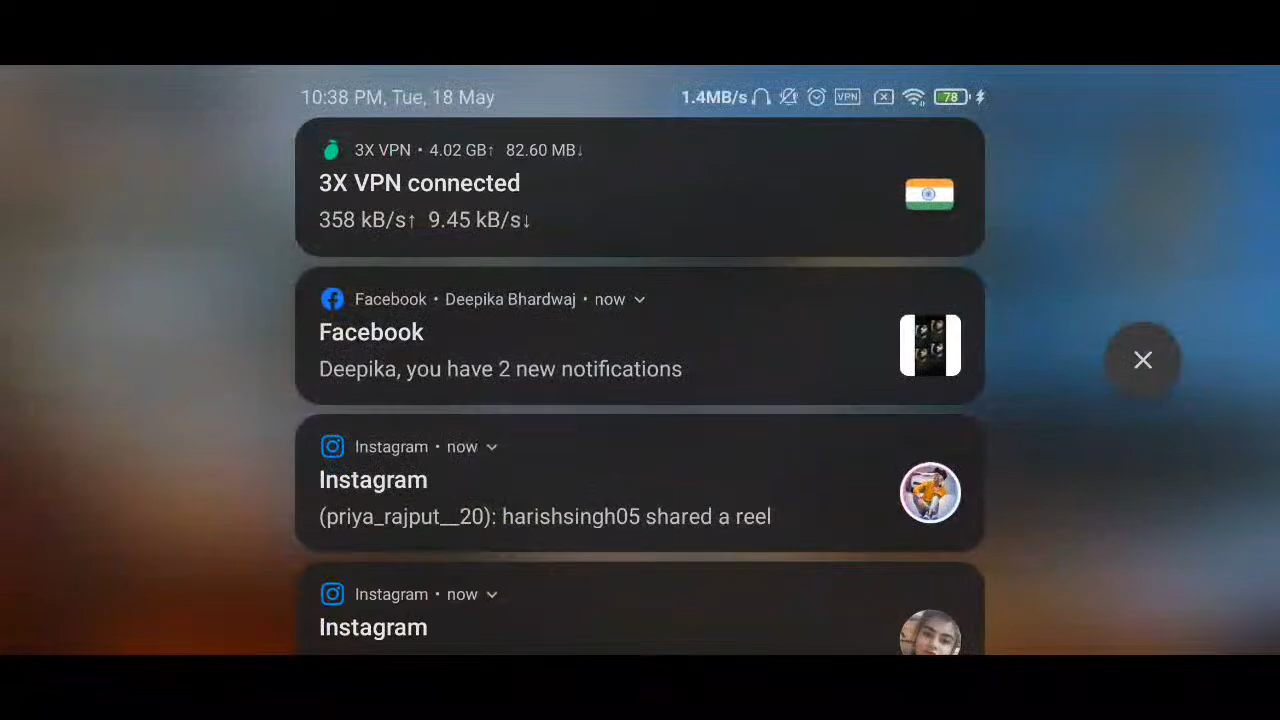 10:38 PM, Tue, 18 May 1.4MB/s VPN 78
3X VPN • 4.02 GB↑ 82.60 MB↓
3X VPN connected
358 kB/s↑ 9.45 kB/s↓
Facebook • Deepika Bhardwaj • now
Facebook
Deepika, you have 2 new notifications
Instagram • now
Instagram
(priya_rajput__20): harishsingh05 shared a reel
Instagram • now
Instagram